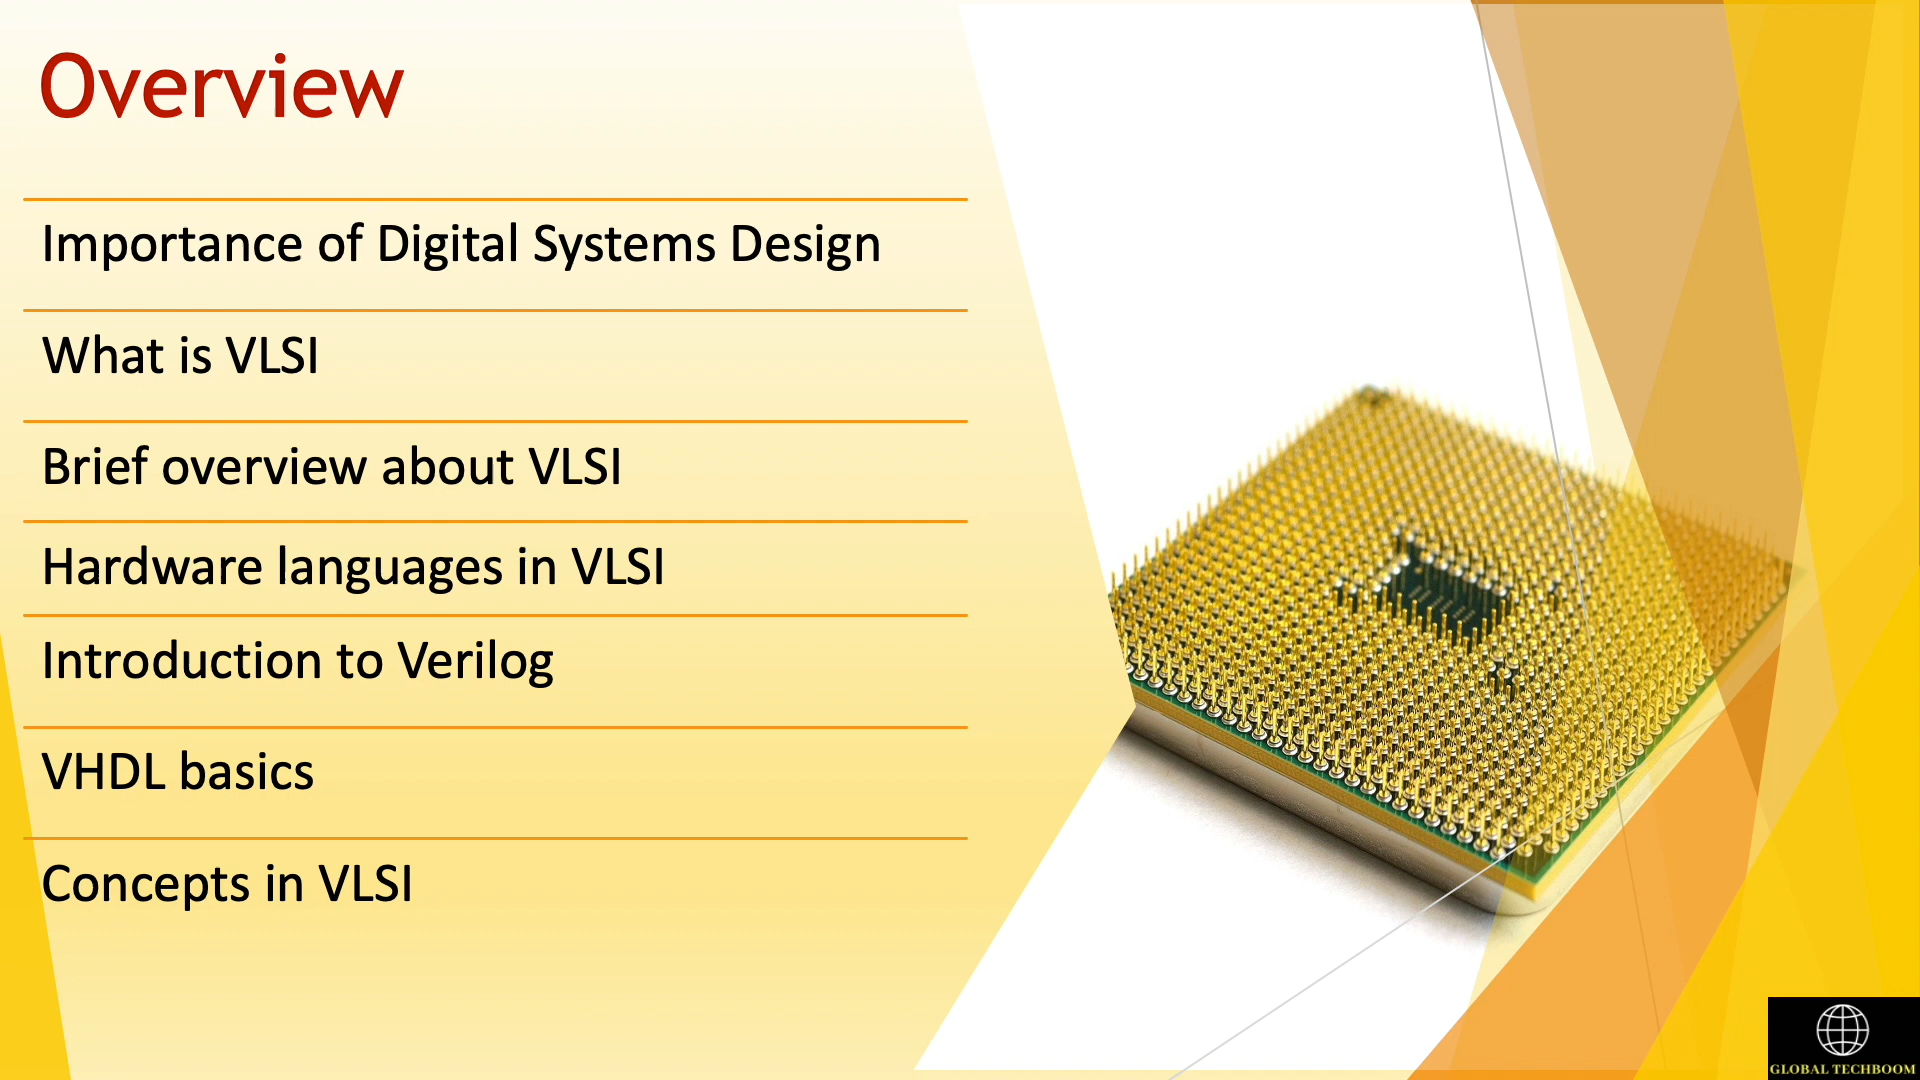 Overview
Importance of Digital Systems Design
What is VLSI
Brief overview about VLSI
Hardware languages in VLSI
Introduction to Verilog
VHDL basics
Concepts in VLSI
GLOBAL TECHBOOM